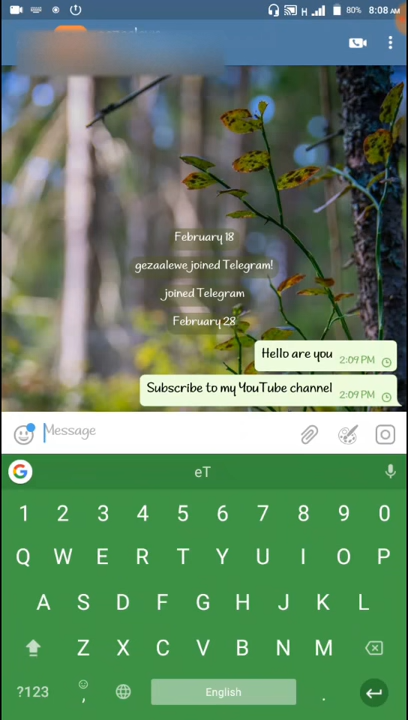 H 80% 8:08 AM
February 18
gezaalewe joined Telegram!
joined Telegram
February 28
Hello are you 2:09 PM
Subscribe to my YouTube channel 2:09 PM
Message
G eT
1 2 3 4 5 6 7 8 9 0
Q W E R T Y U I O P
A S D F G H J K L
Z X C V B N M
?123 , English .